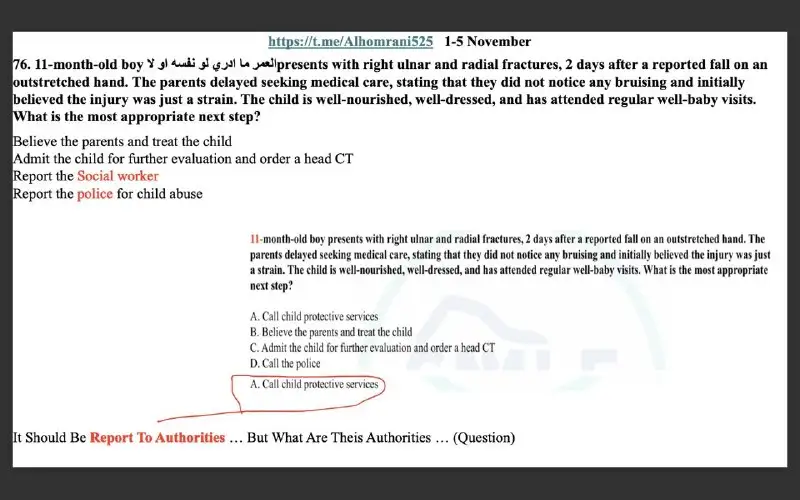 https://t.me/Alhomrani525 1-5 November
76. 11-month-old boy العمر ما ادري لو نفسه او لا presents with right ulnar and radial fractures, 2 days after a reported fall on an
outstretched hand. The parents delayed seeking medical care, stating that they did not notice any bruising and initially
believed the injury was just a strain. The child is well-nourished, well-dressed, and has attended regular well-baby visits.
What is the most appropriate next step?
Believe the parents and treat the child
Admit the child for further evaluation and order a head CT
Report the Social worker
Report the police for child abuse
11-month-old boy presents with right ulnar and radial fractures, 2 days after a reported fall on an outstretched hand. The
parents delayed seeking medical care, stating that they did not notice any bruising and initially believed the injury was just
a strain. The child is well-nourished, well-dressed, and has attended regular well-baby visits. What is the most appropriate
next step?
A. Call child protective services
B. Believe the parents and treat the child
C. Admit the child for further evaluation and order a head CT
D. Call the police
A. Call child protective services
It Should Be Report To Authorities … But What Are Theis Authorities … (Question)